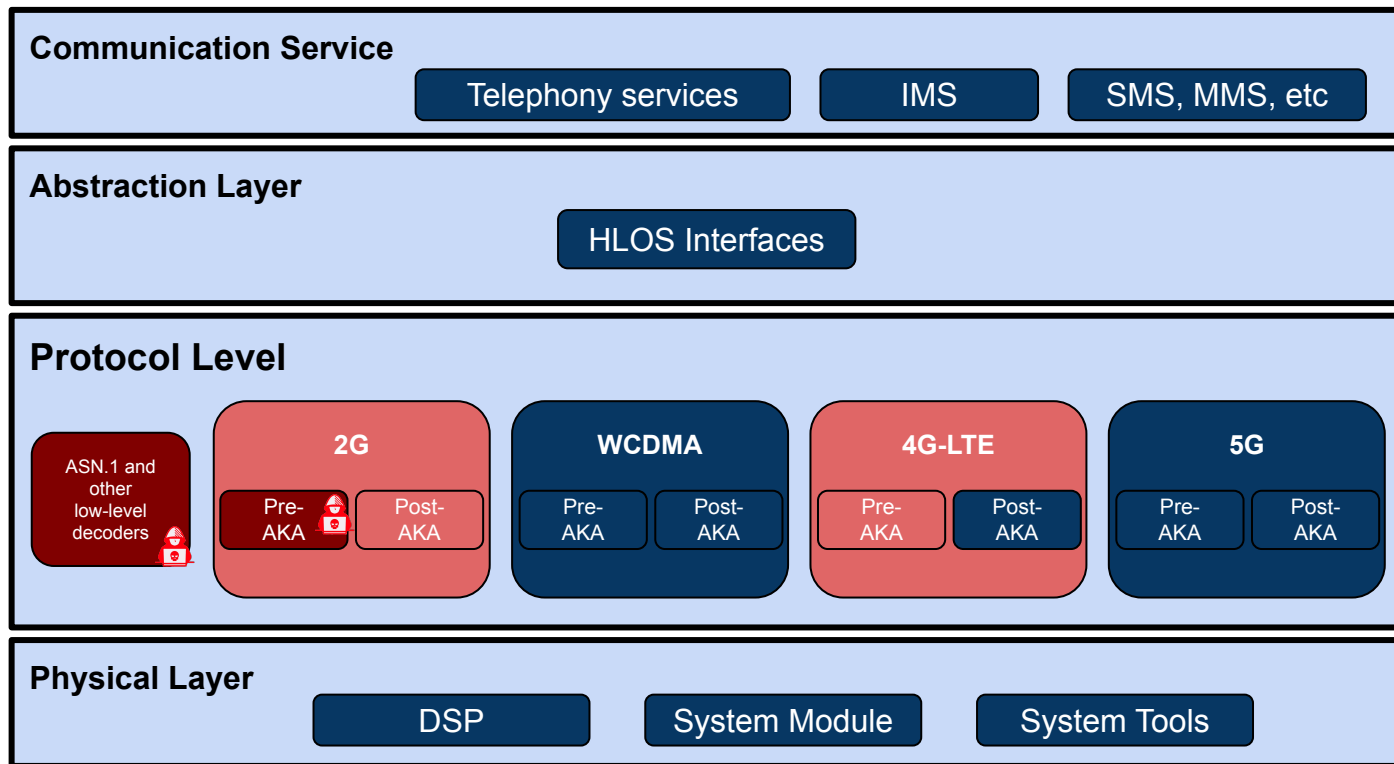 Communication Service
Telephony services
IMS
SMS, MMS, etc
Abstraction Layer
HLOS Interfaces
Protocol Level
ASN.1 and
other
low-level
decoders
2G
Pre-
AKA
Post-
AKA
WCDMA
Pre-
AKA
Post-
AKA
4G-LTE
Pre-
AKA
Post-
AKA
5G
Pre-
AKA
Post-
AKA
Physical Layer
DSP
System Module
System Tools